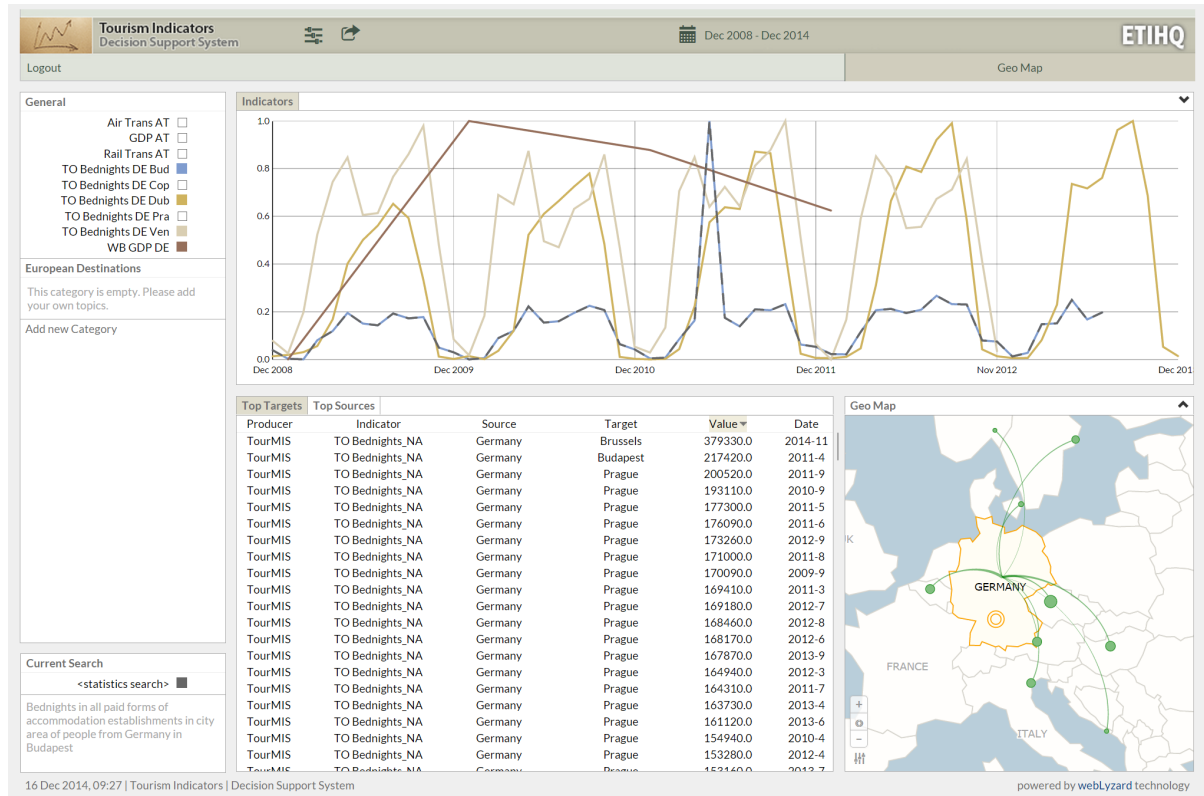 Tourism Indicators
Decision Support System
Dec 2008 - Dec 2014
ETIHQ
Logout
Geo Map
General
Air Trans AT
GDP AT
Rail Trans AT
TO Bednights DE Bud
TO Bednights DE Cop
TO Bednights DE Dub
TO Bednights DE Pra
TO Bednights DE Ven
WB GDP DE
European Destinations
This category is empty. Please add
your own topics.
Add new Category
Current Search
<statistics search>
Bednights in all paid forms of
accommodation establishments in city
area of people from Germany in
Budapest
Indicators
1.0
0.8
0.6
0.4
0.2
0.0
Dec 2008 Dec 2009 Dec 2010 Dec 2011 Nov 2012 Dec 201
Top Targets Top Sources
Producer Indicator Source Target Value Date
TourMIS TO Bednights_NA Germany Brussels 379330.0 2014-11
TourMIS TO Bednights_NA Germany Budapest 217420.0 2011-4
TourMIS TO Bednights_NA Germany Prague 200520.0 2011-9
TourMIS TO Bednights_NA Germany Prague 193110.0 2010-9
TourMIS TO Bednights_NA Germany Prague 177300.0 2011-5
TourMIS TO Bednights_NA Germany Prague 176090.0 2011-6
TourMIS TO Bednights_NA Germany Prague 173260.0 2012-9
TourMIS TO Bednights_NA Germany Prague 171000.0 2011-8
TourMIS TO Bednights_NA Germany Prague 170090.0 2009-9
TourMIS TO Bednights_NA Germany Prague 169410.0 2011-3
TourMIS TO Bednights_NA Germany Prague 169180.0 2012-7
TourMIS TO Bednights_NA Germany Prague 168460.0 2012-8
TourMIS TO Bednights_NA Germany Prague 168170.0 2012-6
TourMIS TO Bednights_NA Germany Prague 167870.0 2013-9
TourMIS TO Bednights_NA Germany Prague 164940.0 2012-3
TourMIS TO Bednights_NA Germany Prague 164310.0 2011-7
TourMIS TO Bednights_NA Germany Prague 163730.0 2013-4
TourMIS TO Bednights_NA Germany Prague 161120.0 2013-6
TourMIS TO Bednights_NA Germany Prague 154940.0 2010-4
TourMIS TO Bednights_NA Germany Prague 153280.0 2012-4
TourMIS TO Bednights_NA Germany Prague 153160.0 2013-7
Geo Map
UK
GERMANY
FRANCE
ITALY
16 Dec 2014, 09:27 | Tourism Indicators | Decision Support System
powered by webLyzard technology